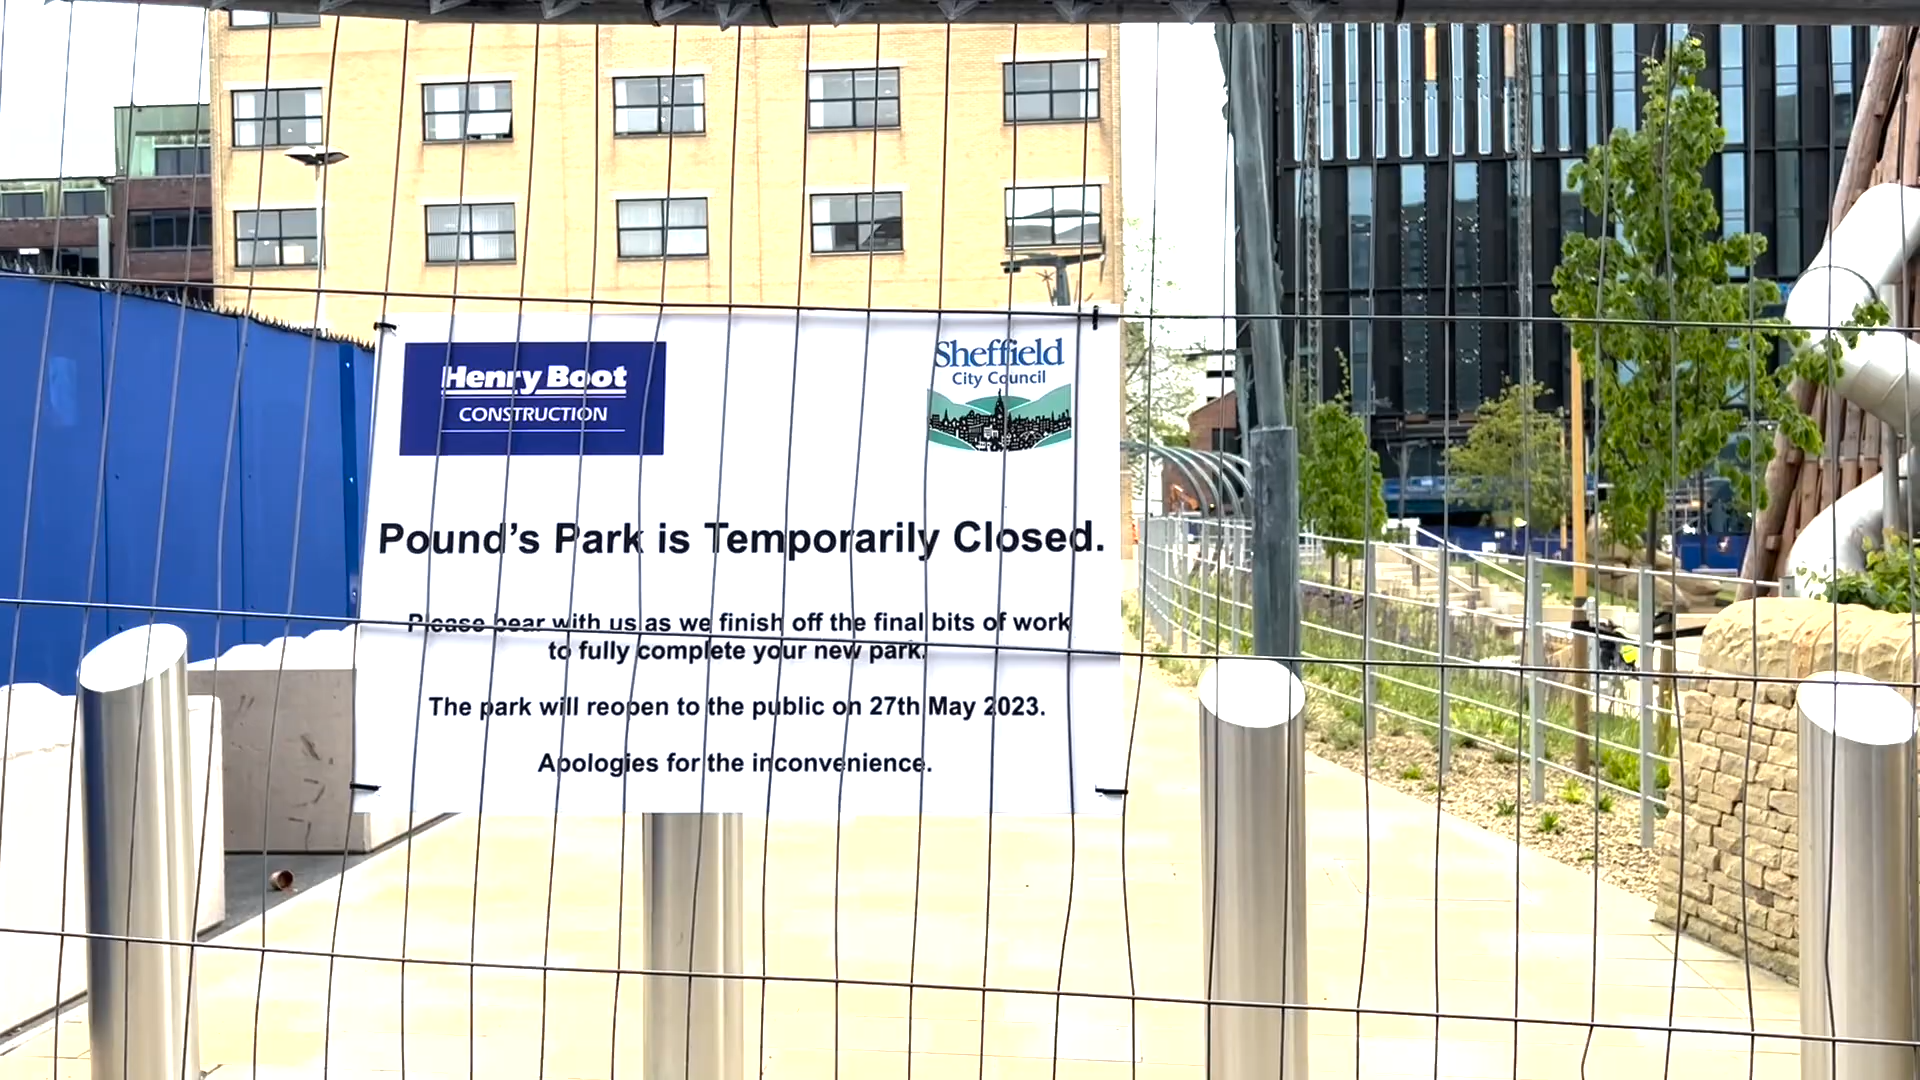 Henry Boot
CONSTRUCTION
Sheffield
City Council
Pound's Park is Temporarily Closed.
Please bear with us as we finish off the final bits of work
to fully complete your new park.
The park will reopen to the public on 27th May 2023.
Apologies for the inconvenience.